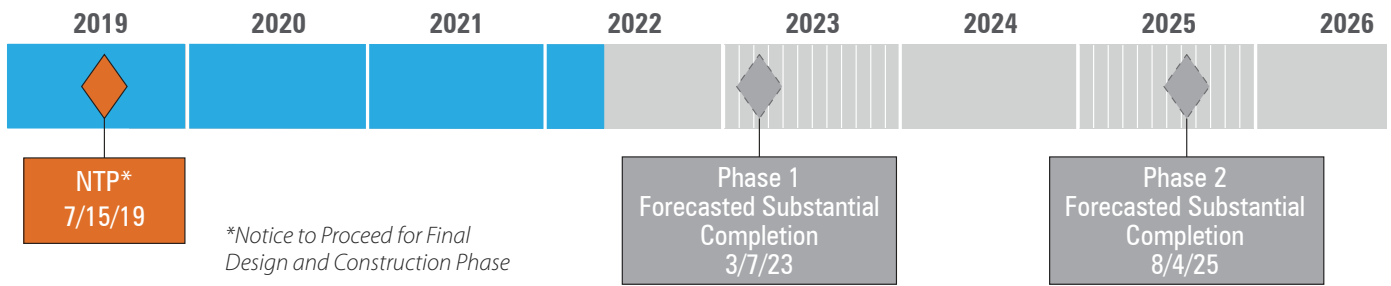 2019 2020 2021 2022 2023 2024 2025 2026
NTP*
7/15/19
*Notice to Proceed for Final
Design and Construction Phase
Phase 1
Forecasted Substantial
Completion
3/7/23
Phase 2
Forecasted Substantial
Completion
8/4/25